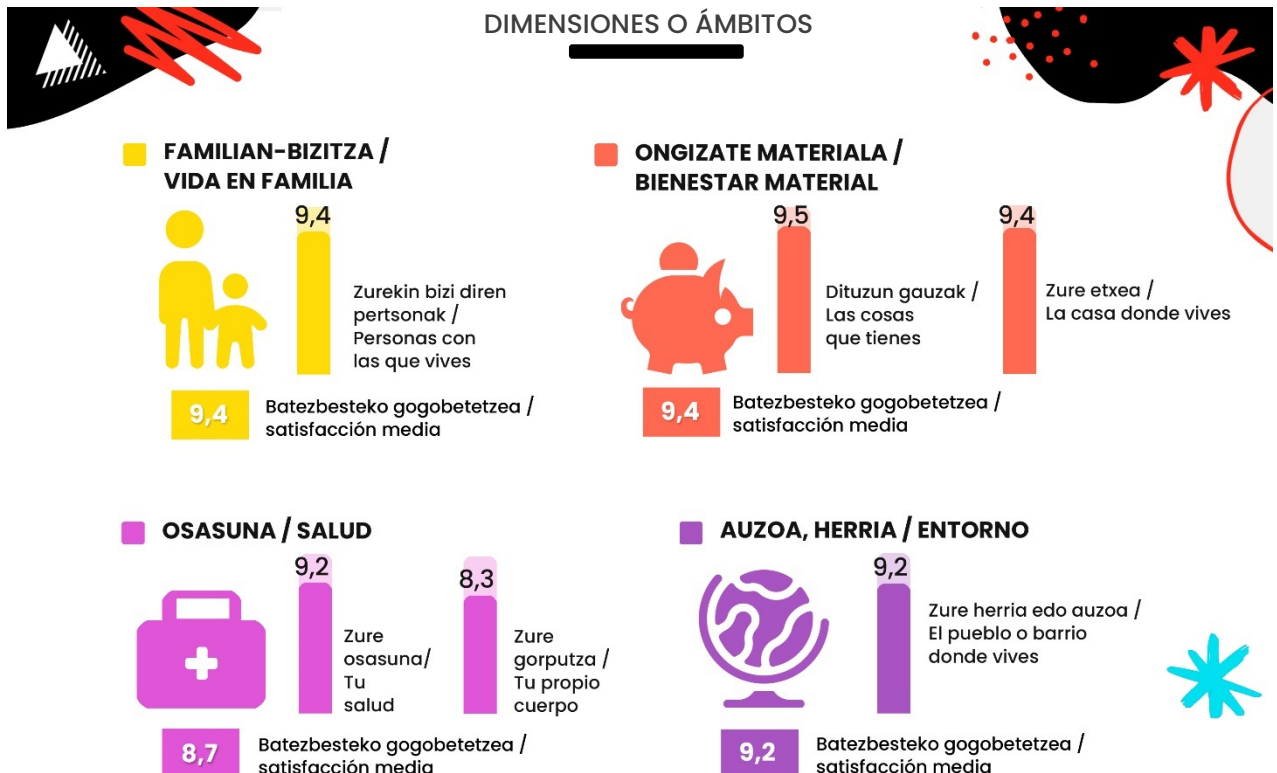 DIMENSIONES O ÁMBITOS
FAMILIAN-BIZITZA /
VIDA EN FAMILIA
9,4
Zurekin bizi diren
pertsonak /
Personas con
las que vives
9,4
Batezbesteko gogobetetzea /
satisfacción media
ONGIZATE MATERIALA /
BIENESTAR MATERIAL
9,5
Dituzun gauzak /
Las cosas
que tienes
9,4
Zure etxea /
La casa donde vives
9,4
Batezbesteko gogobetetzea /
satisfacción media
OSASUNA / SALUD
9,2
Zure
osasuna/
Tu
salud
8,3
Zure
gorputza /
Tu propio
cuerpo
8,7
Batezbesteko gogobetetzea /
satisfacción media
AUZOA, HERRIA / ENTORNO
9,2
Zure herria edo auzoa /
El pueblo o barrio
donde vives
9,2
Batezbesteko gogobetetzea /
satisfacción media